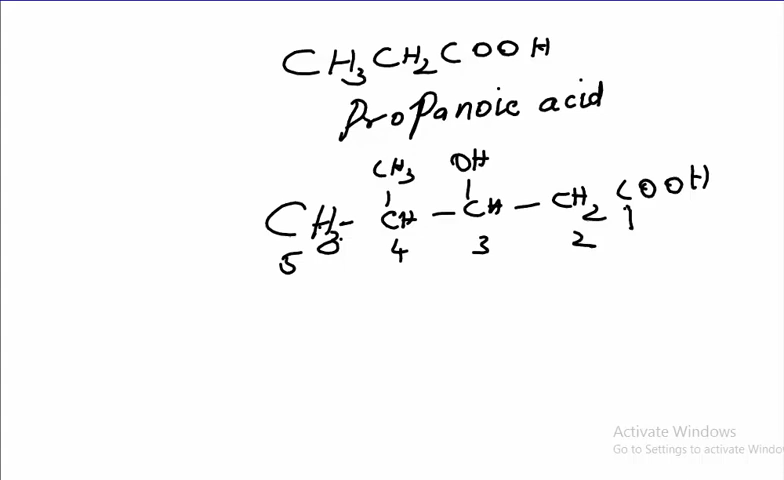 CH3CH2COOH
Propanoic acid
CH3 OH
CH3- CH - CH - CH2 COOH
5 4 3 2 1
Activate Windows
Go to Settings to activate Windo